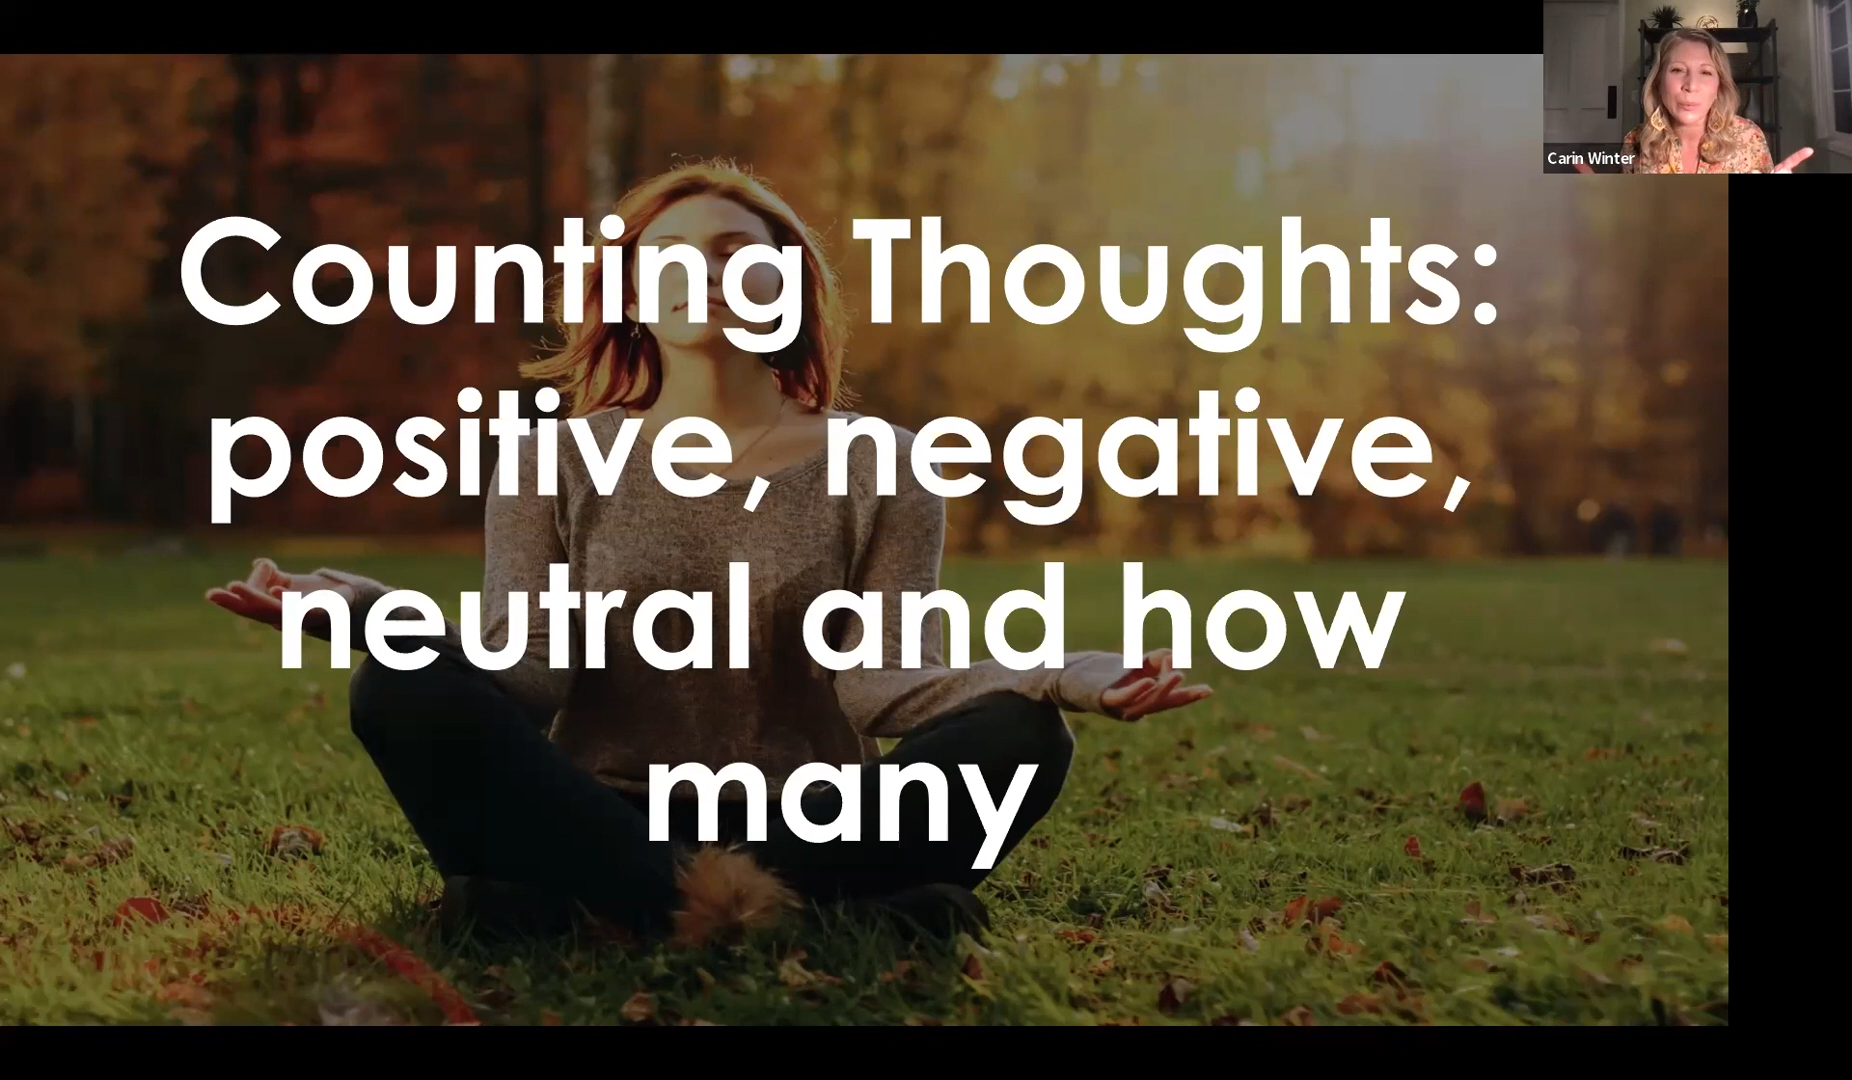 Carin Winter
Counting Thoughts:
positive, negative,
neutral and how
many